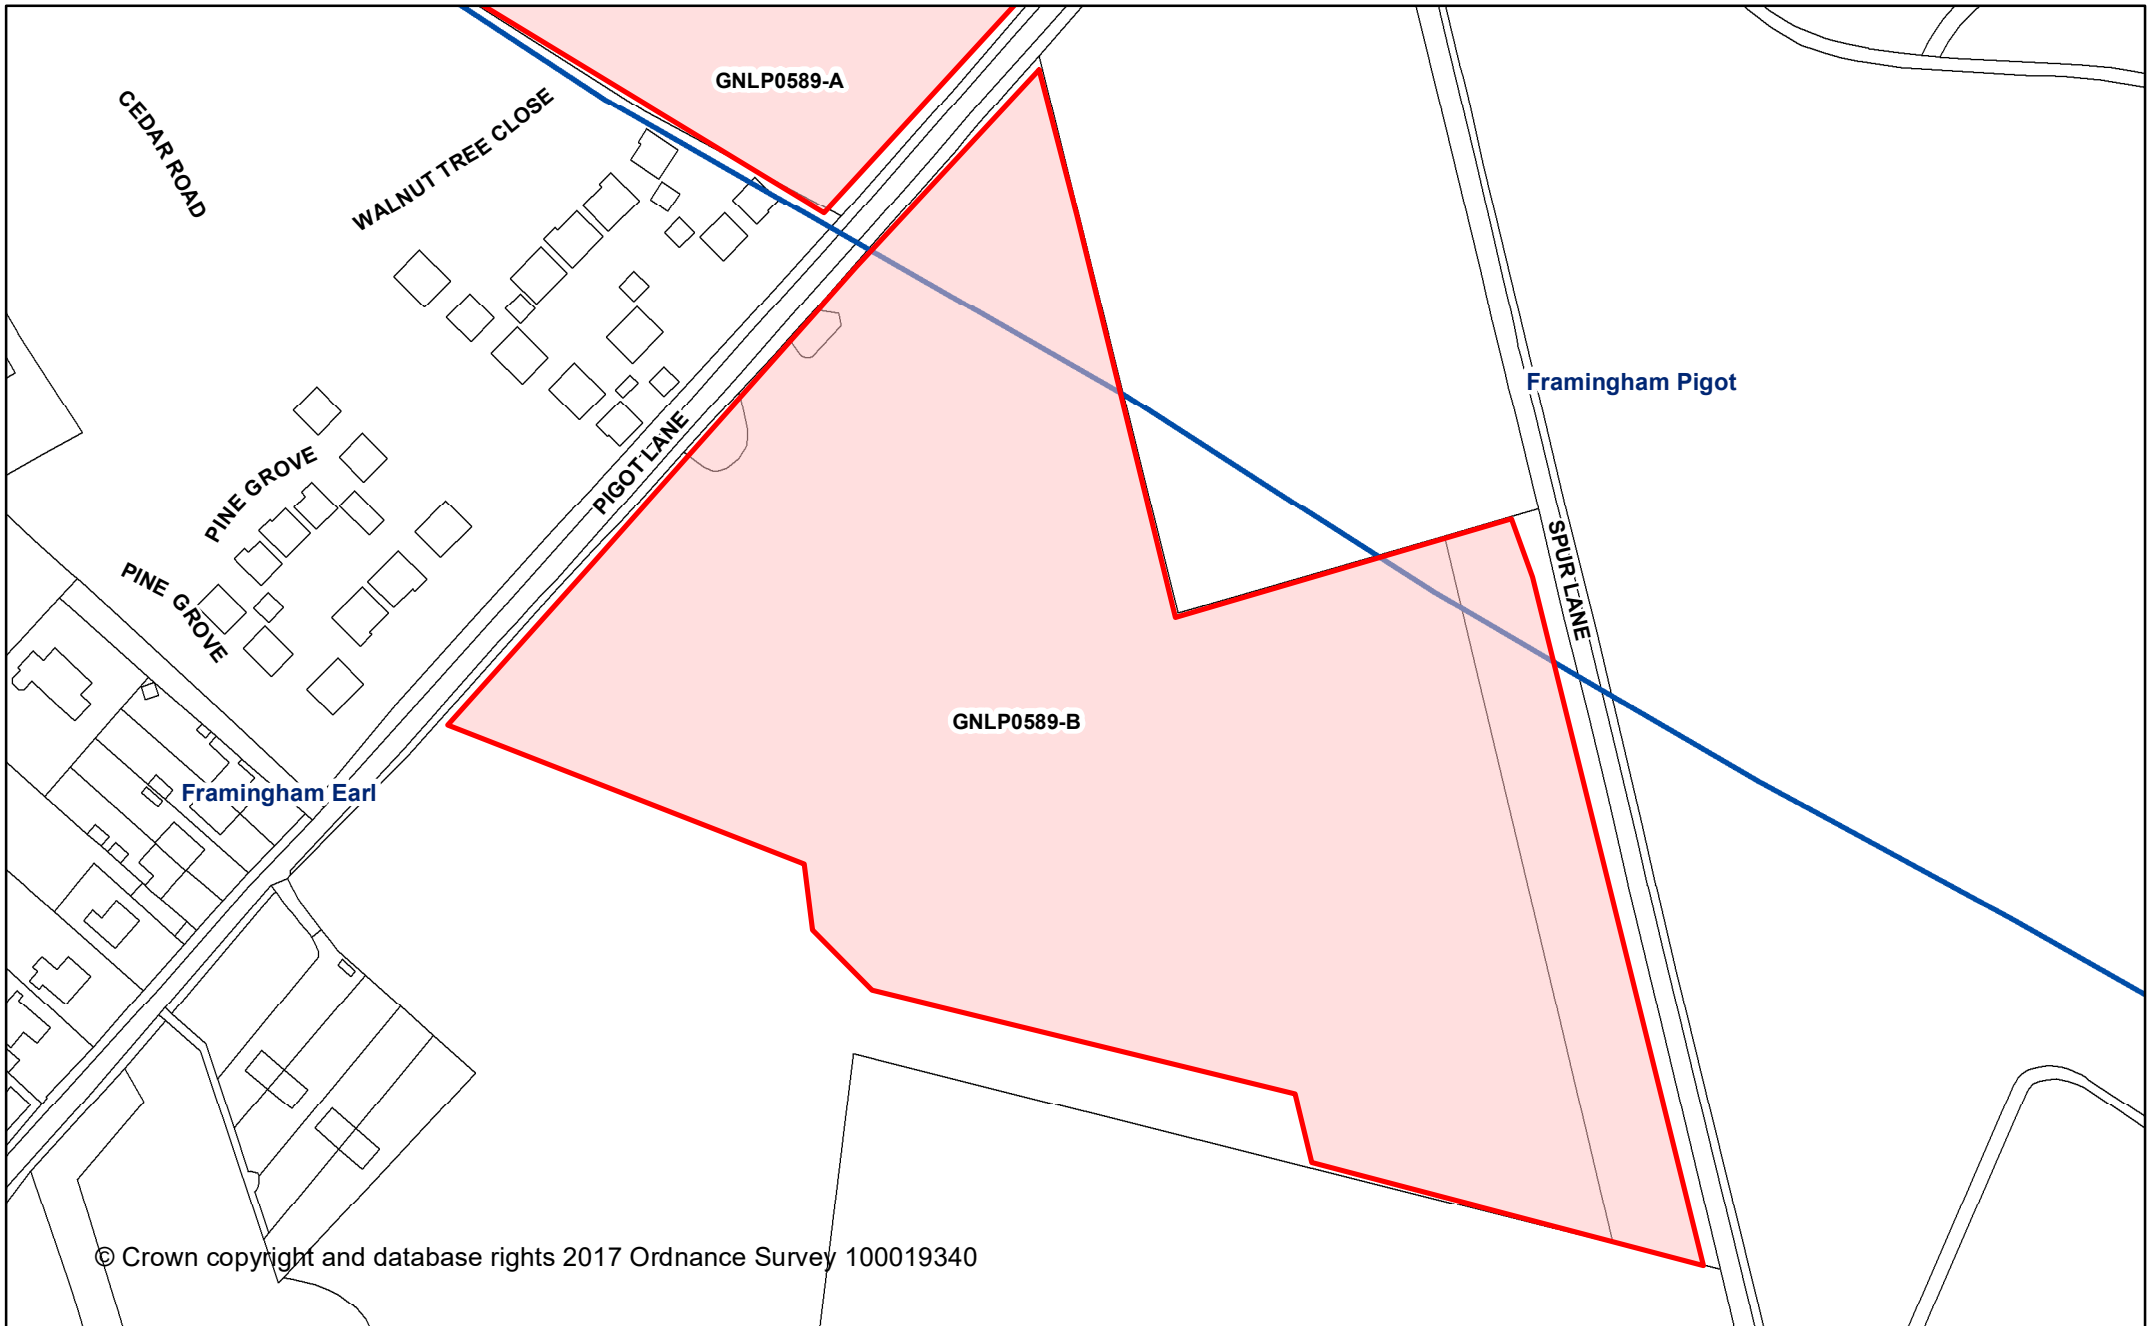 GNLP0589-A
CEDAR ROAD
WALNUT TREE CLOSE
Framingham Pigot
PIGOT LANE
PINE GROVE
SPUR LANE
PINE GROVE
GNLP0589-B
Framingham Earl
© Crown copyright and database rights 2017 Ordnance Survey 100019340